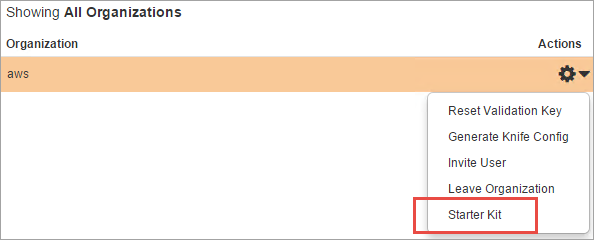 Showing All Organizations
Organization Actions
aws
Reset Validation Key
Generate Knife Config
Invite User
Leave Organization
Starter Kit